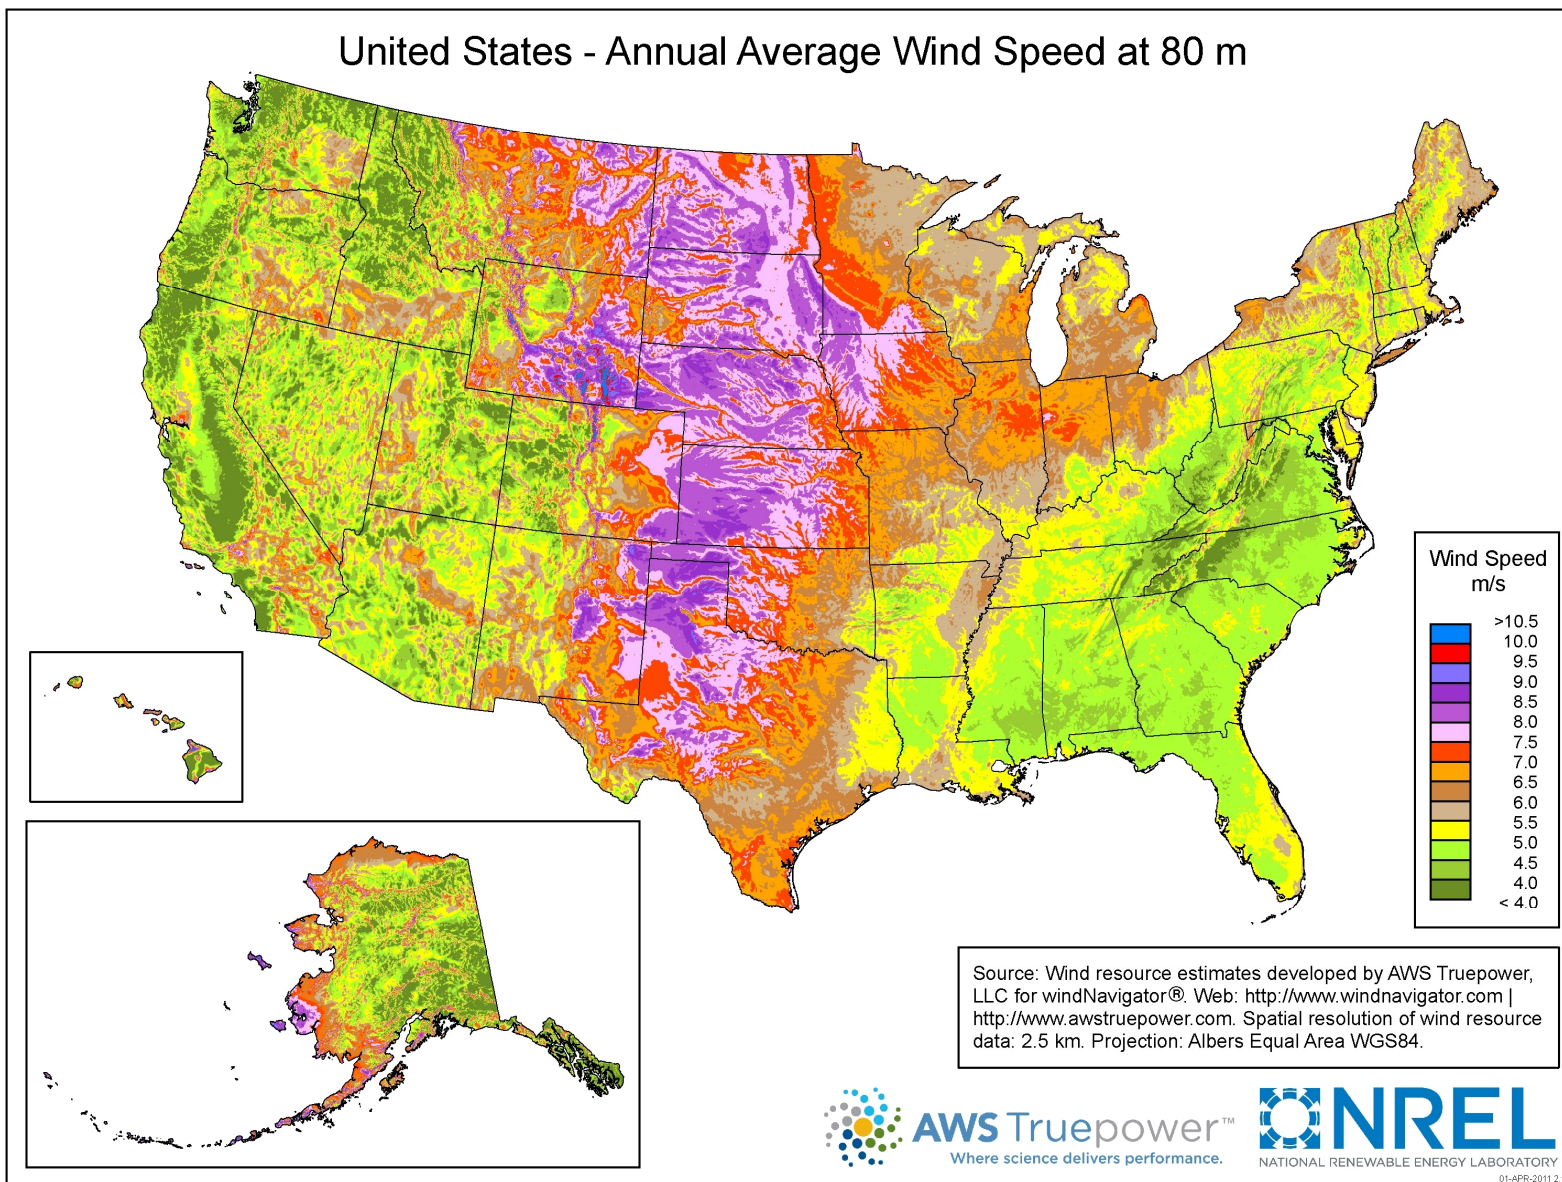 United States - Annual Average Wind Speed at 80 m
Wind Speed
m/s
>10.5
10.0
9.5
9.0
8.5
8.0
7.5
7.0
6.5
6.0
5.5
5.0
4.5
4.0
< 4.0
Source: Wind resource estimates developed by AWS Truepower,
LLC for windNavigator®. Web: http://www.windnavigator.com |
http://www.awstruepower.com. Spatial resolution of wind resource
data: 2.5 km. Projection: Albers Equal Area WGS84.
AWS Truepower™
Where science delivers performance.
NREL
NATIONAL RENEWABLE ENERGY LABORATORY
01-APR-2011 2